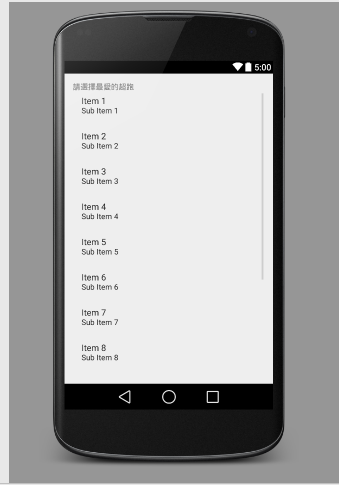 5:00
請選擇最愛的超跑
Item 1
Sub Item 1
Item 2
Sub Item 2
Item 3
Sub Item 3
Item 4
Sub Item 4
Item 5
Sub Item 5
Item 6
Sub Item 6
Item 7
Sub Item 7
Item 8
Sub Item 8